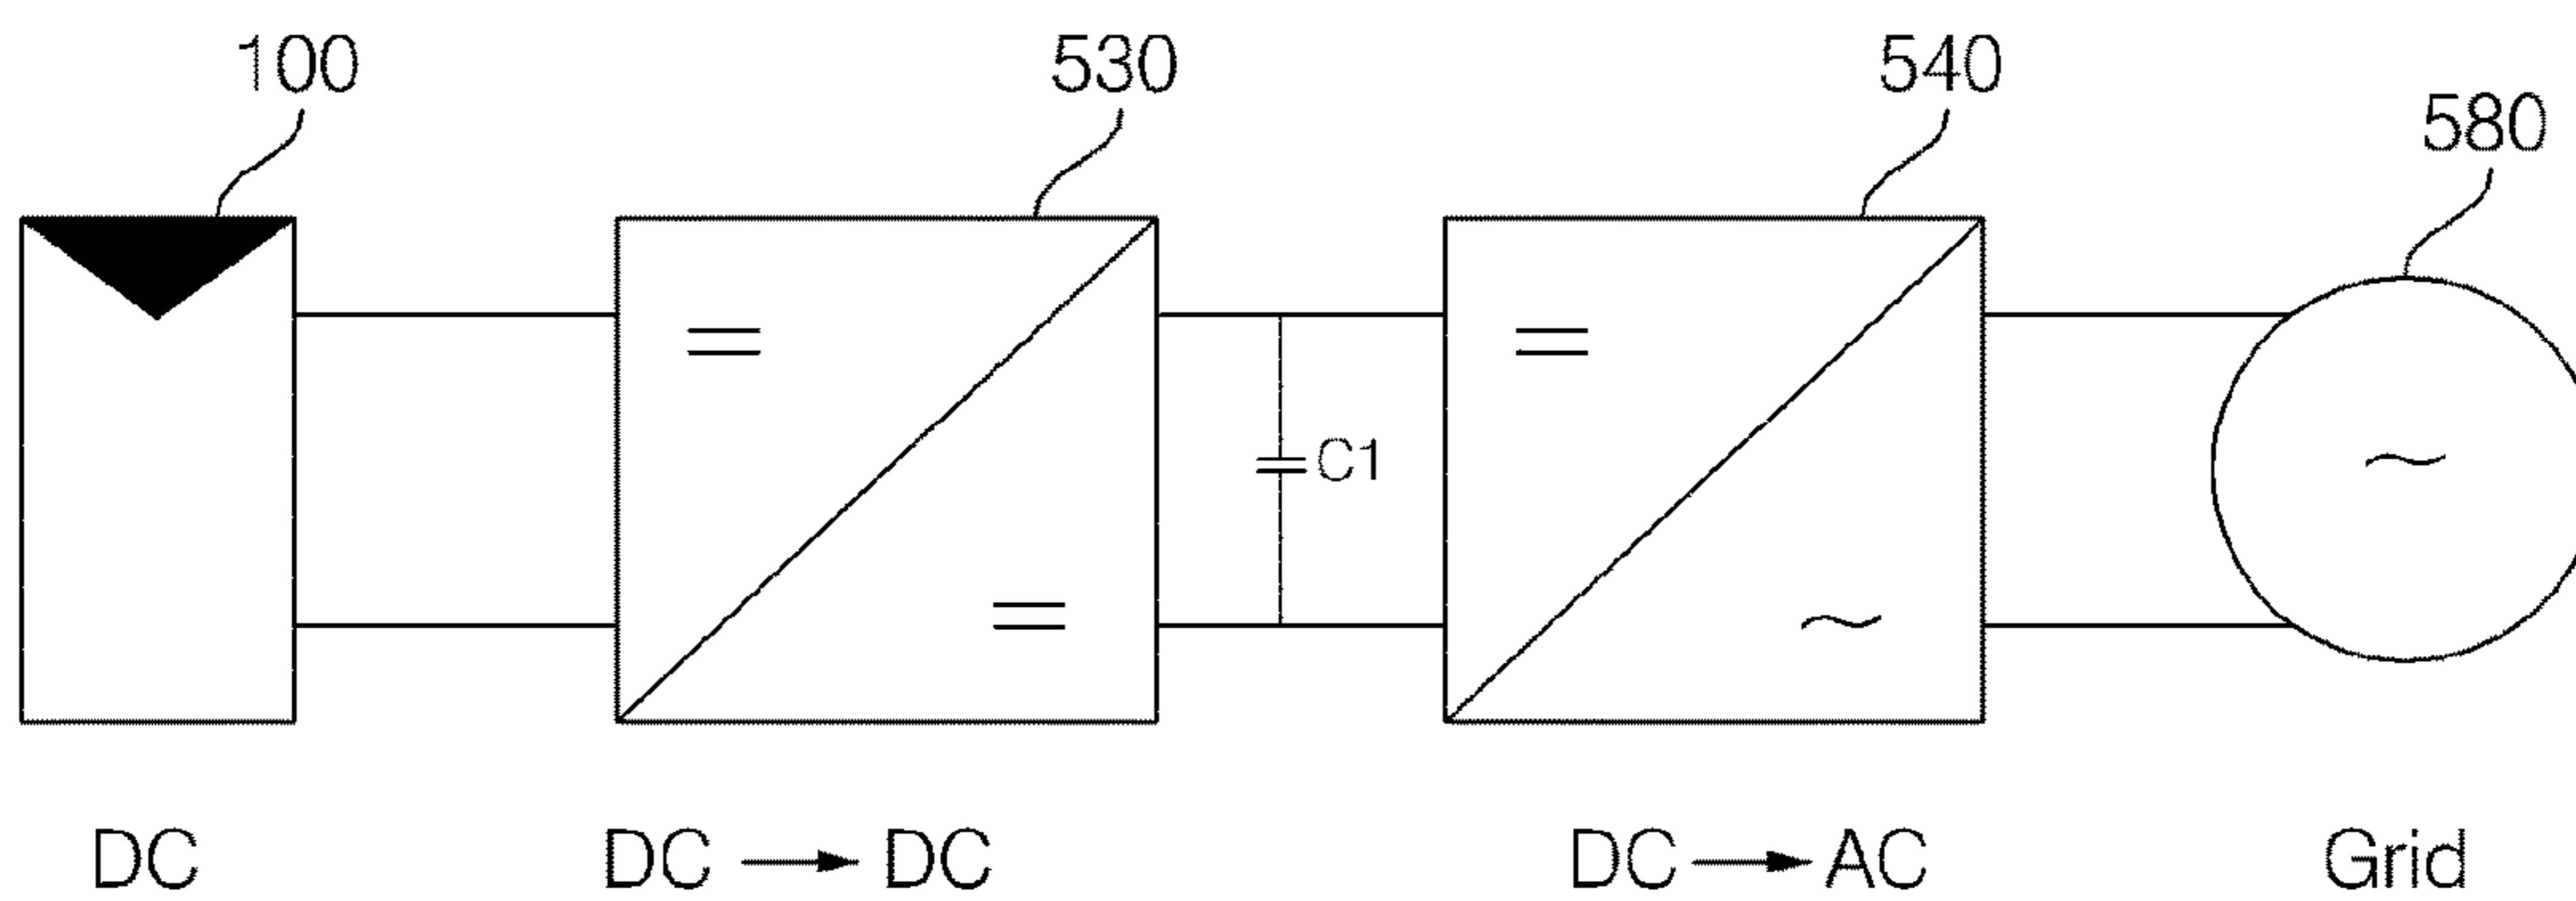 100
530
540
580
=
=
=
~
~
C1
DC
DC → DC
DC → AC
Grid